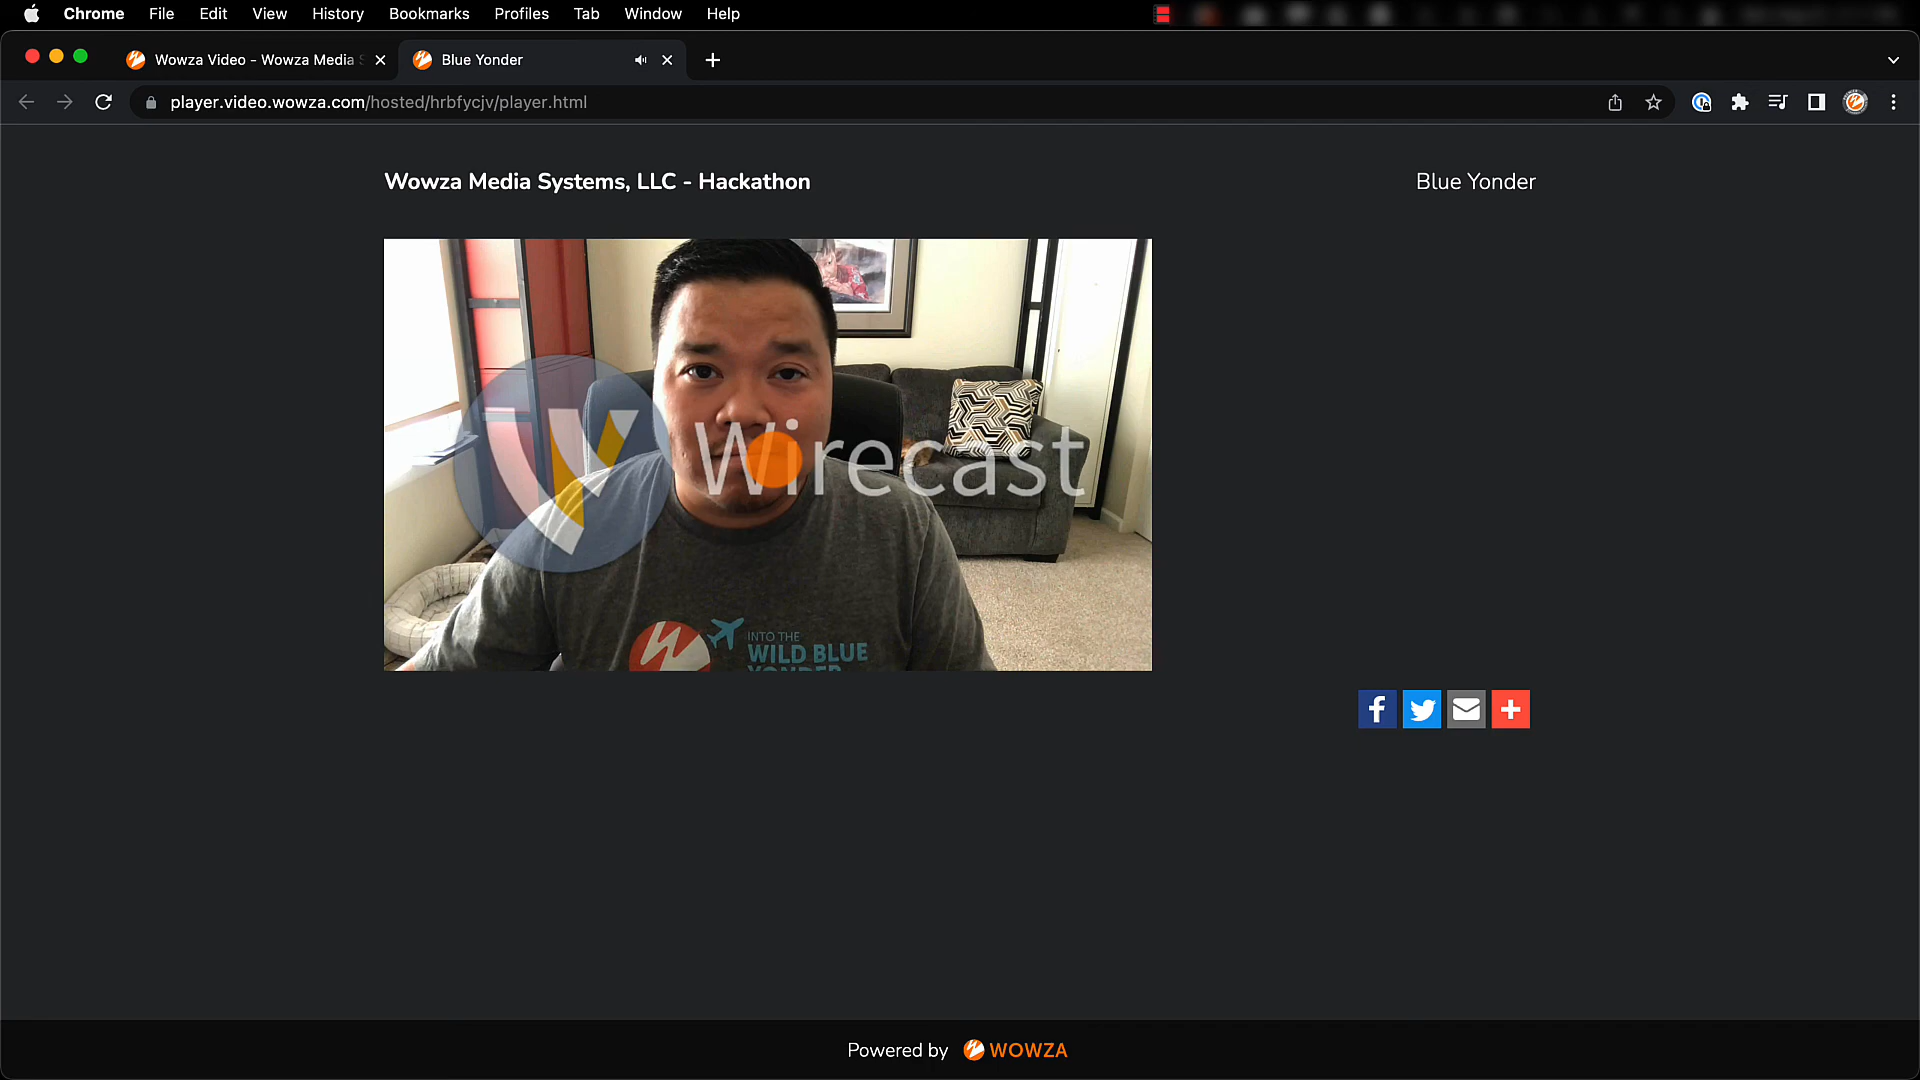 Chrome File Edit View History Bookmarks Profiles Tab Window Help
Wowza Video - Wowza Media
Blue Yonder
player.video.wowza.com/hosted/hrbfycjv/player.html
Wowza Media Systems, LLC - Hackathon
Blue Yonder
Wirecast
INTO THE
WILD BLUE
YONDER
Powered by WOWZA